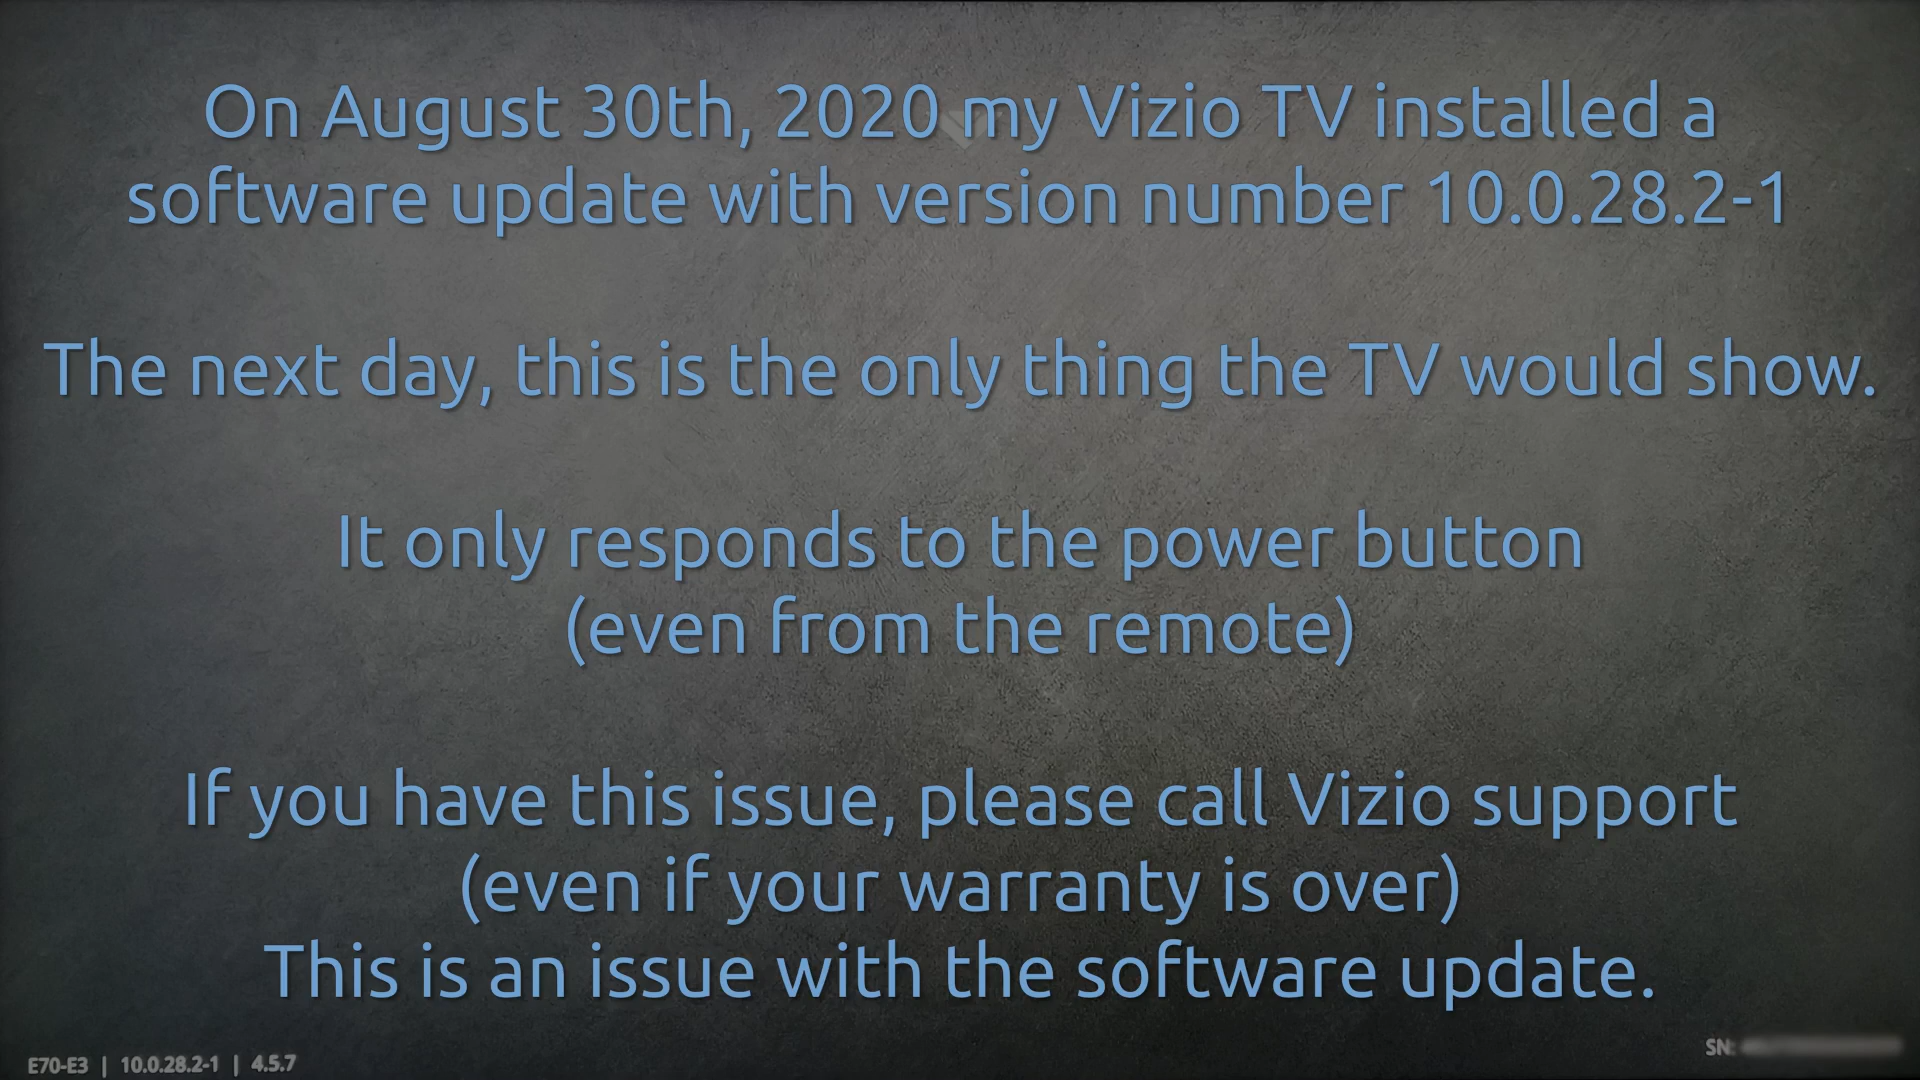 On August 30th, 2020 my Vizio TV installed a
software update with version number 10.0.28.2-1
The next day, this is the only thing the TV would show.
It only responds to the power button
(even from the remote)
If you have this issue, please call Vizio support
(even if your warranty is over)
This is an issue with the software update.
E70-E3 | 10.0.28.2-1 | 4.5.7
SN: